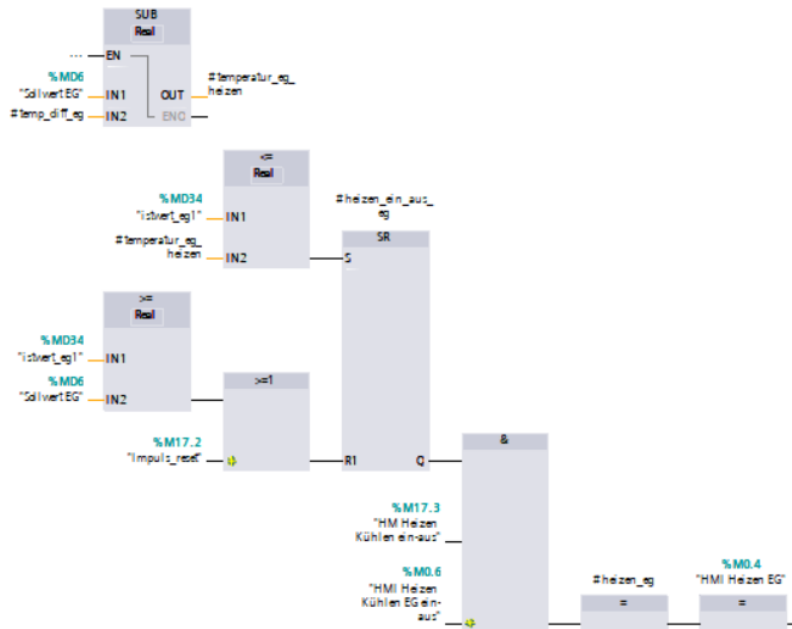 SUB
Real
... EN
%MD6
"Sollwert EG" IN1 OUT #temperatur_eg_
heizen
#temp_diff_eg IN2 ENO
<=
Real
%MD34
"istwert_eg1" IN1
#temperatur_eg_
heizen IN2
#heizen_ein_aus_
eg
SR
S
>=
Real
%MD34
"istwert_eg1" IN1
%MD6
"Sollwert EG" IN2
>=1
%M17.2
"Impuls_reset"
R1 Q
&
%M17.3
"HM Heizen
Kühlen ein-aus"
%M0.6
"HMI Heizen
Kühlen EG ein-
aus"
#heizen_eg
=
%M0.4
"HMI Heizen EG"
=